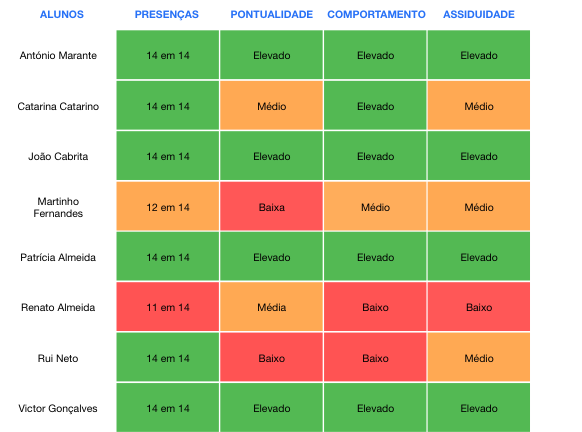 ALUNOS PRESENÇAS PONTUALIDADE COMPORTAMENTO ASSIDUIDADE
António Marante 14 em 14 Elevado Elevado Elevado
Catarina Catarino 14 em 14 Médio Elevado Médio
João Cabrita 14 em 14 Elevado Elevado Elevado
Martinho
Fernandes 12 em 14 Baixa Médio Médio
Patrícia Almeida 14 em 14 Elevado Elevado Elevado
Renato Almeida 11 em 14 Média Baixo Baixo
Rui Neto 14 em 14 Baixo Baixo Médio
Victor Gonçalves 14 em 14 Elevado Elevado Elevado